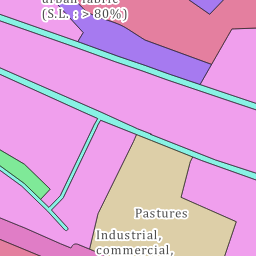 urban fabric
(S.L. : > 80%)
Pastures
Industrial,
commercial,